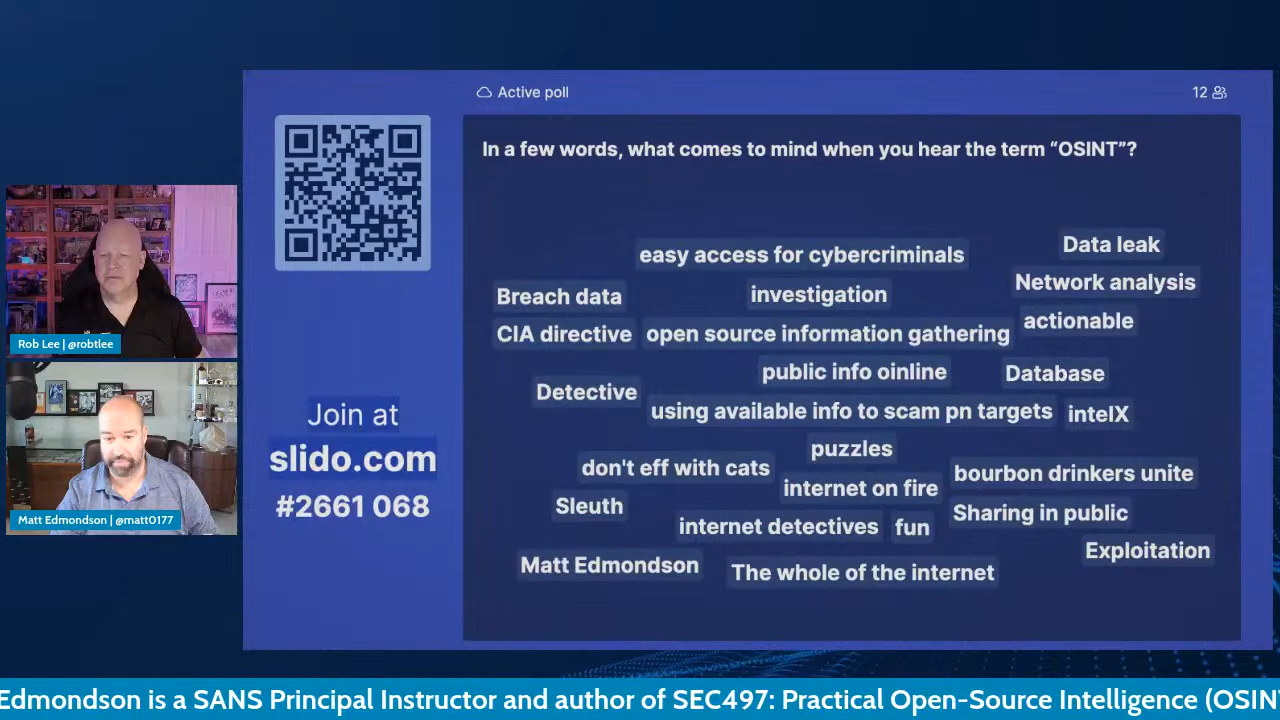 Active poll
12
In a few words, what comes to mind when you hear the term “OSINT”?
easy access for cybercriminals
Data leak
Breach data
investigation
Network analysis
CIA directive
open source information gathering
actionable
public info oinline
Database
Detective
using available info to scam pn targets
intelX
puzzles
don't eff with cats
internet on fire
bourbon drinkers unite
Sleuth
internet detectives
fun
Sharing in public
Matt Edmondson
The whole of the internet
Exploitation
Join at
slido.com
#2661 068
Rob Lee | @robtlee
Matt Edmondson | @matt0177
Edmondson is a SANS Principal Instructor and author of SEC497: Practical Open-Source Intelligence (OSINT